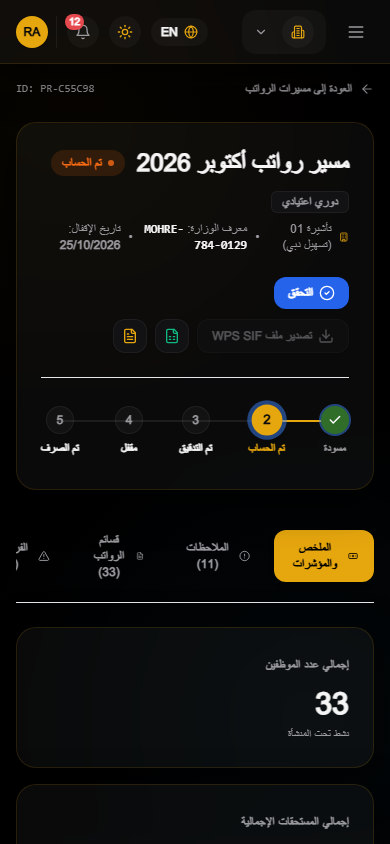 RA
12
EN
العودة إلى مسيرات الرواتب
ID: PR-C55C98
مسير رواتب أكتوبر 2026
تم الحساب
دوري اعتيادي
تأشيرة 01 (تسهيل دبي)
•
معرف الوزارة: MOHRE-784-0129
•
تاريخ الإقفال: 25/10/2026
التحقق
تصدير ملف WPS SIF
مسودة
2
تم الحساب
3
تم التدقيق
4
مقفل
5
تم الصرف
الملخص والمؤشرات
الملاحظات (11)
قسائم الرواتب (33)
إجمالي عدد الموظفين
33
نشط تحت المنشأة
إجمالي المستحقات الإجمالية